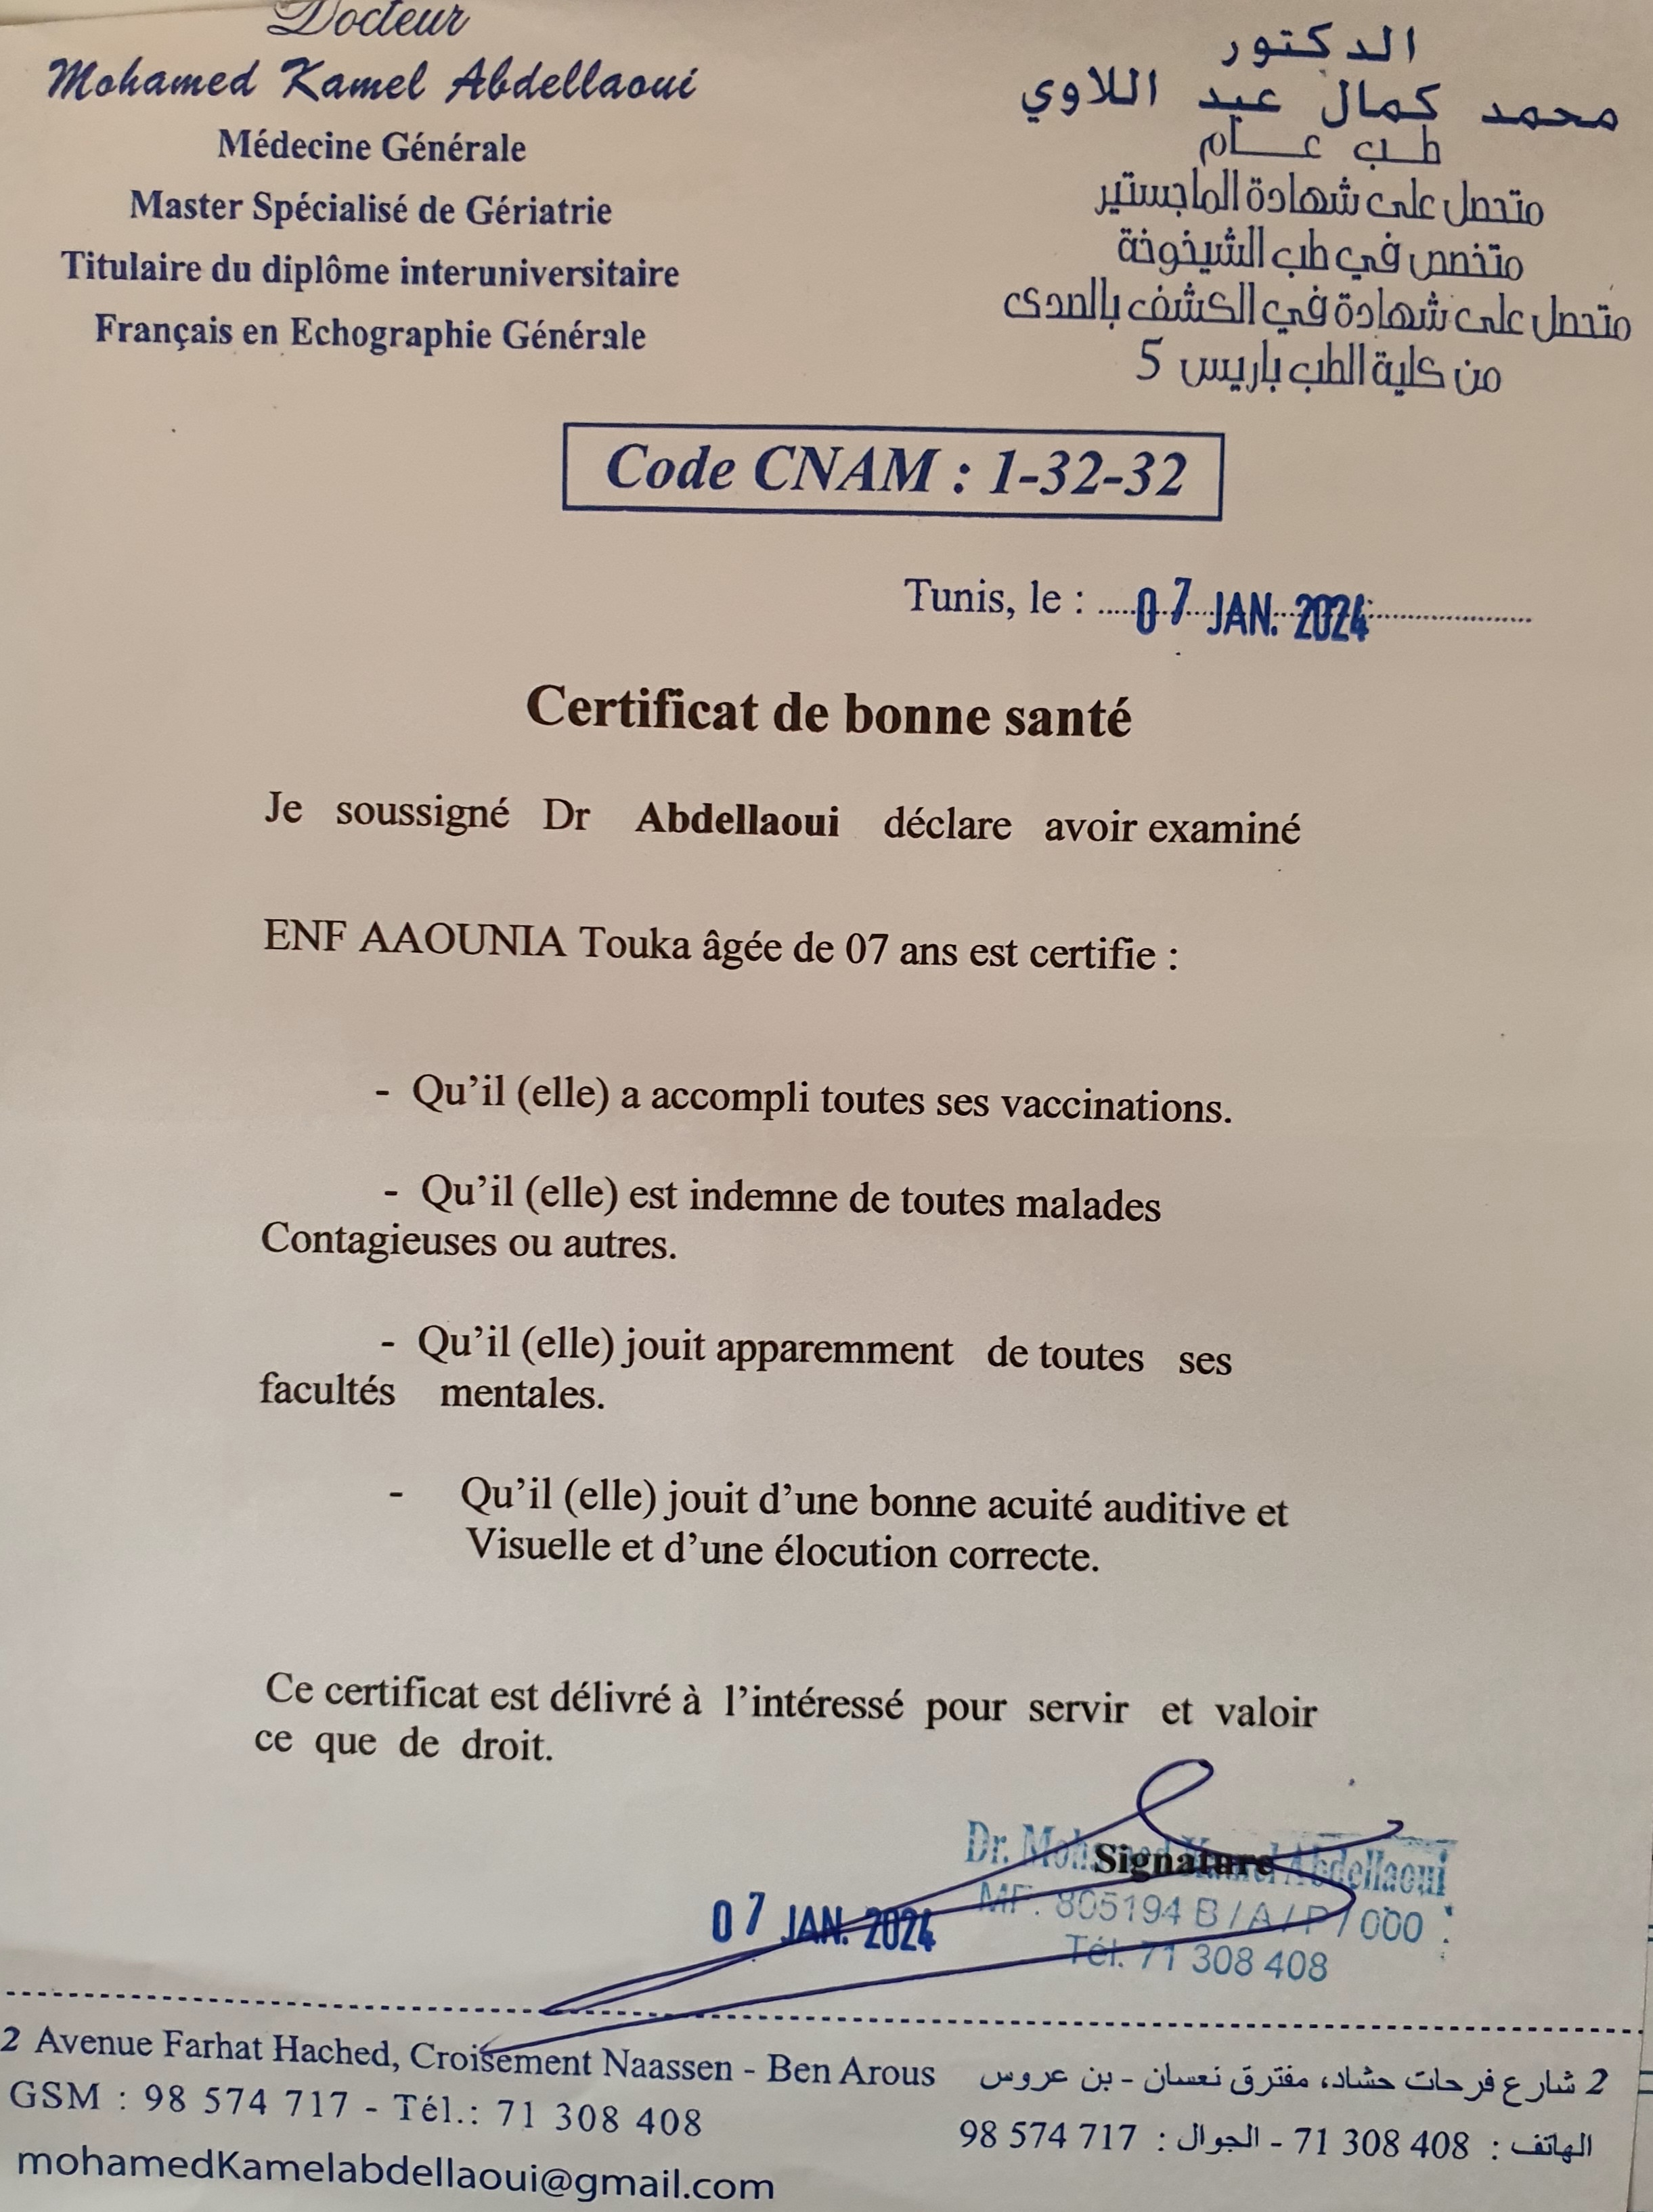 Docteur
Mohamed Kamel Abdellaoui
Médecine Générale
Master Spécialisé de Gériatrie
Titulaire du diplôme interuniversitaire
Français en Echographie Générale
الدكتور
محمد كمال عبد اللاوي
طب عــام
متحصل على شهادة الماجستير
متخصص في طب الشيخوخة
متحصل على شهادة في الكشف بالصدى
من كلية الطب باريس 5
Code CNAM : 1-32-32
Tunis, le : 07 JAN. 2024
Certificat de bonne santé
Je soussigné Dr Abdellaoui déclare avoir examiné
ENF AAOUNIA Touka âgée de 07 ans est certifie :
- Qu’il (elle) a accompli toutes ses vaccinations.
- Qu’il (elle) est indemne de toutes malades
Contagieuses ou autres.
- Qu’il (elle) jouit apparemment de toutes ses
facultés mentales.
- Qu’il (elle) jouit d’une bonne acuité auditive et
Visuelle et d’une élocution correcte.
Ce certificat est délivré à l’intéressé pour servir et valoir
ce que de droit.
Signature
Dr. Mohamed Kamel Abdellaoui
MF: 805194 B / A / P / 000
Tél. 71 308 408
07 JAN. 2024
2 Avenue Farhat Hached, Croisement Naassen - Ben Arous
GSM : 98 574 717 - Tél.: 71 308 408
mohamedKamelabdellaoui@gmail.com
2 شارع فرحات حشاد، مفترق نعسان - بن عروس
الهاتف : 71 308 408 - الجوال : 98 574 717